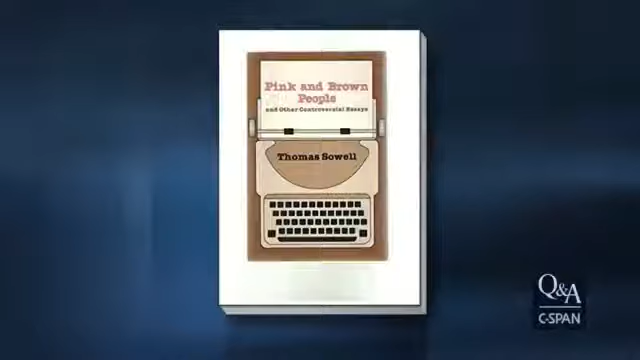 Pink and Brown
People
and Other Controversial Essays
Thomas Sowell
Q&A
C-SPAN